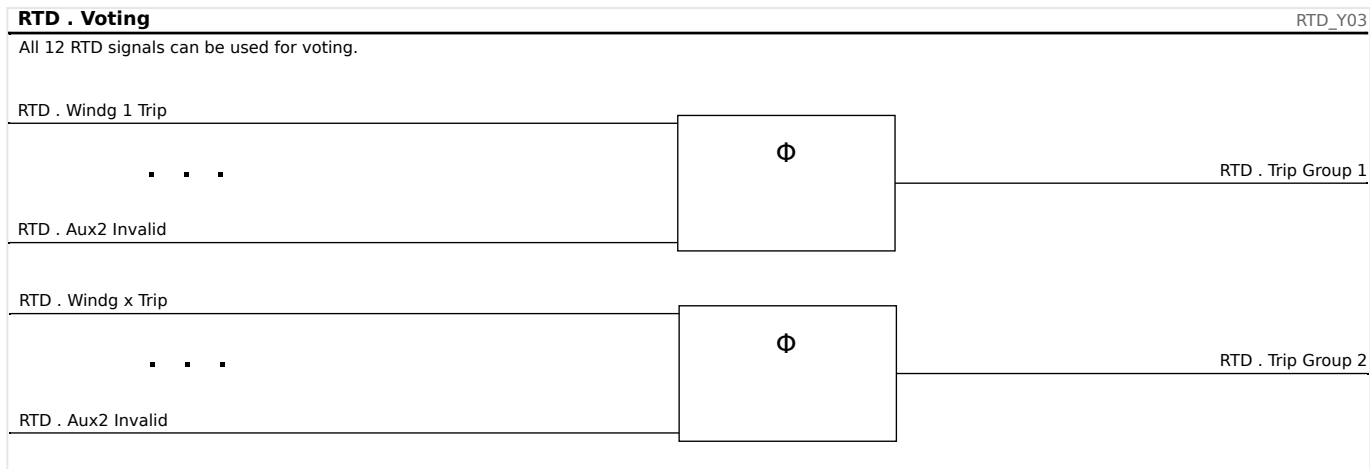 RTD . Voting
RTD_Y03
All 12 RTD signals can be used for voting.
RTD . Windg 1 Trip
Φ
RTD . Trip Group 1
. . .
RTD . Aux2 Invalid
RTD . Windg x Trip
Φ
RTD . Trip Group 2
. . .
RTD . Aux2 Invalid